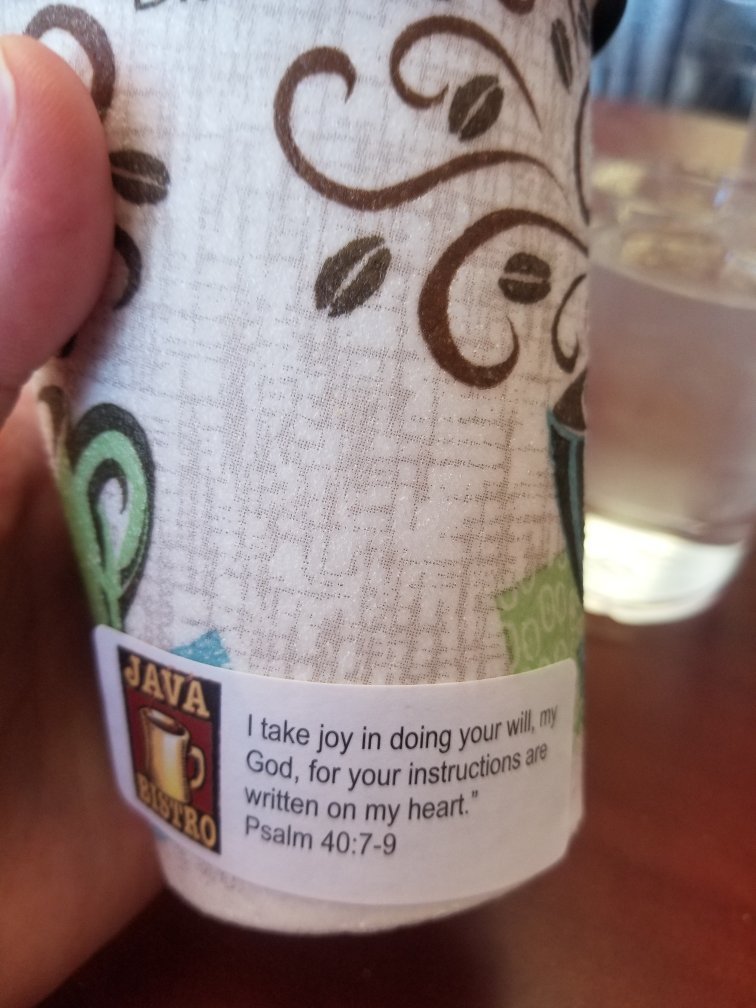 JAVA
BISTRO
I take joy in doing your will, my
God, for your instructions are
written on my heart."
Psalm 40:7-9